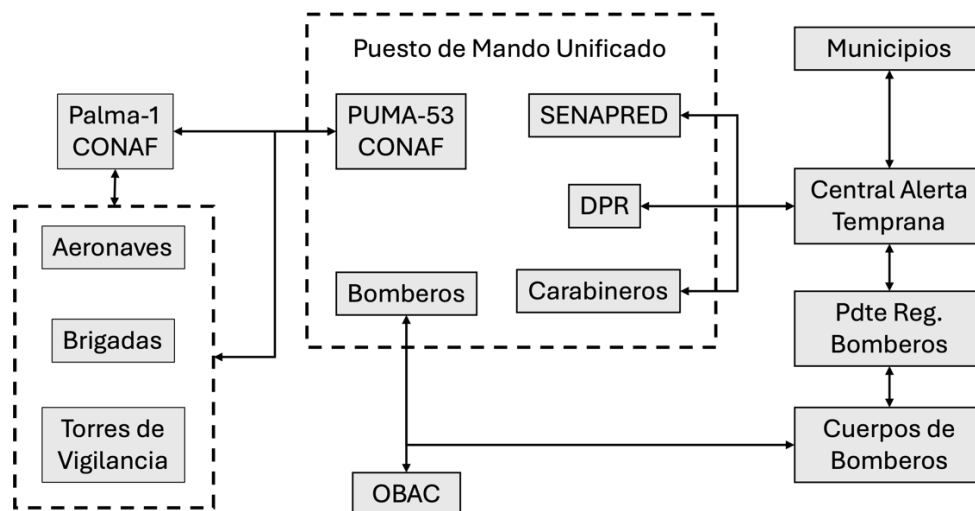 Puesto de Mando Unificado
Municipios
Palma-1
CONAF
PUMA-53
CONAF
SENAPRED
DPR
Central Alerta
Temprana
Aeronaves
Bomberos
Carabineros
Brigadas
Pdte Reg.
Bomberos
Torres de
Vigilancia
Cuerpos de
Bomberos
OBAC